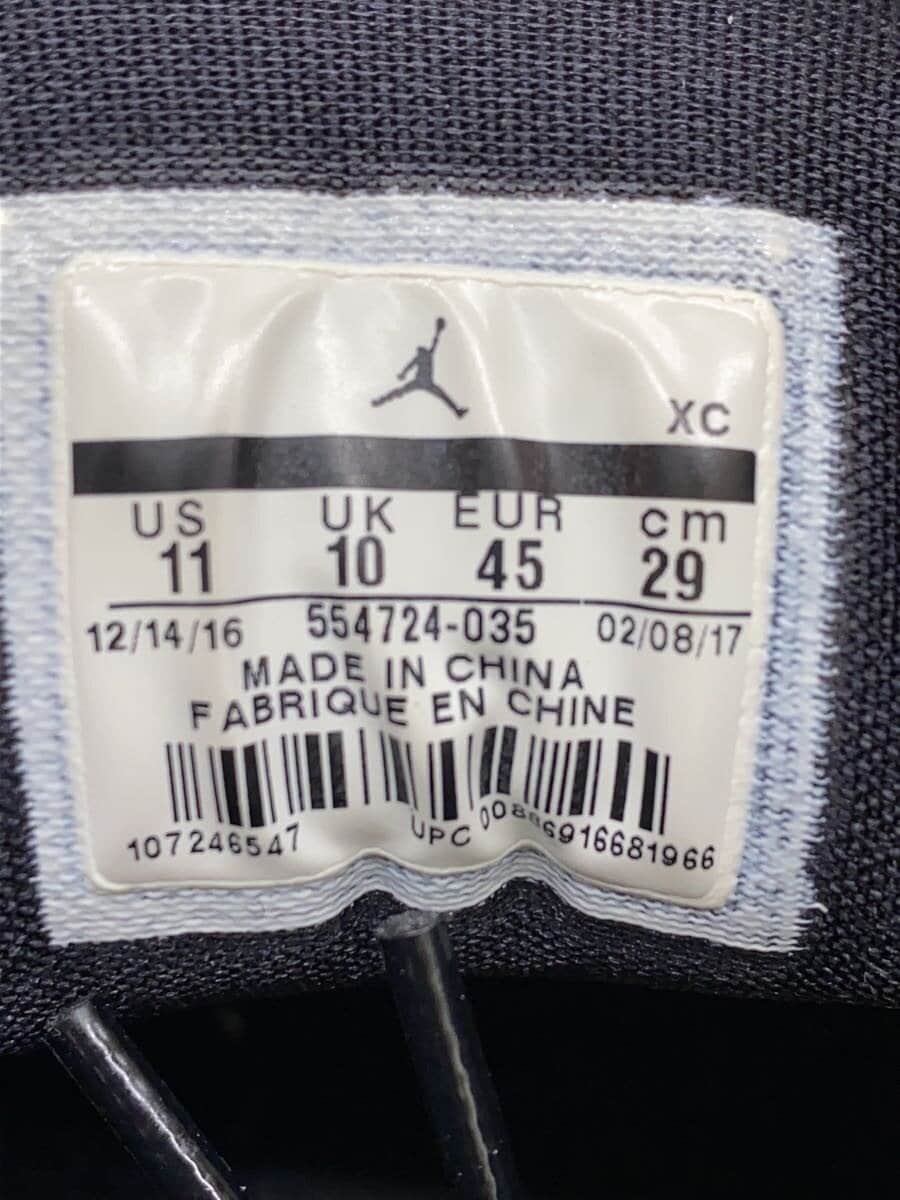 XC
US UK EUR cm
11 10 45 29
12/14/16 554724-035 02/08/17
MADE IN CHINA
FABRIQUE EN CHINE
107246547 UPC 00886916681966